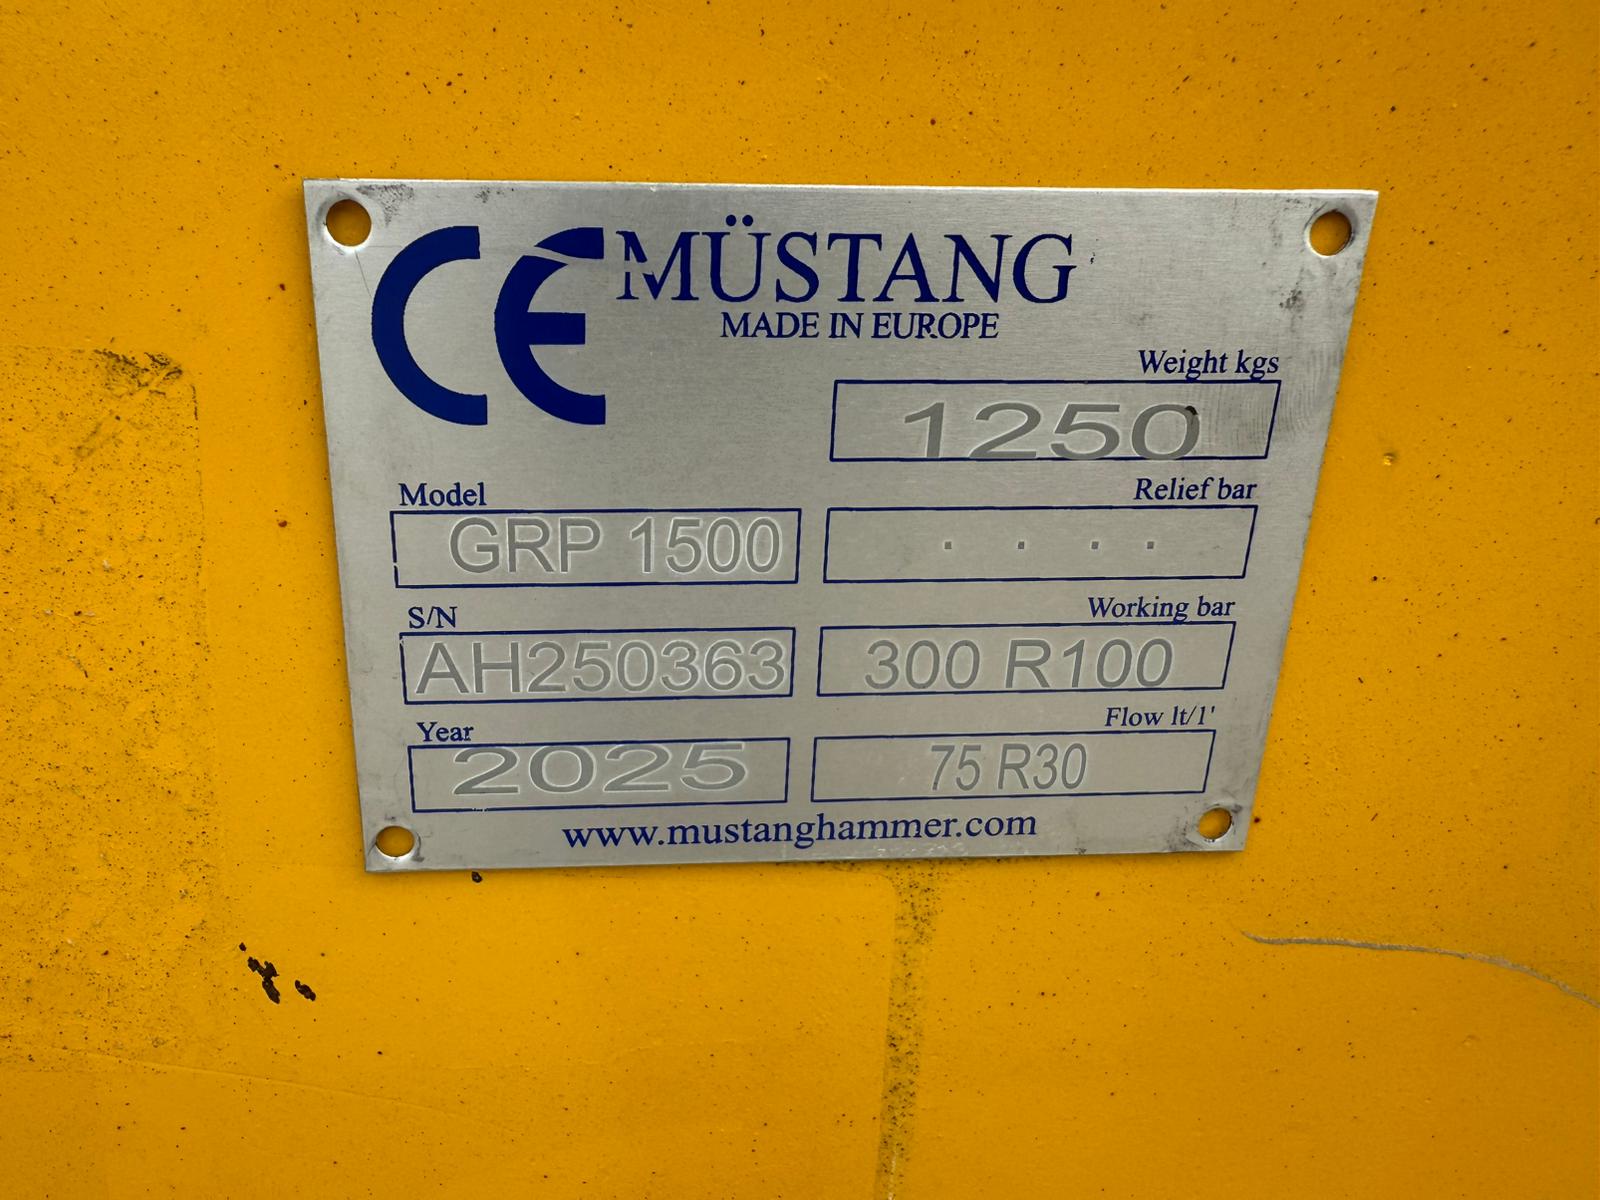 CE MÜSTANG
MADE IN EUROPE
Weight kgs
1250
Model
GRP 1500
Relief bar
. . . .
S/N
AH250363
Working bar
300 R100
Year
2025
Flow lt/1'
75 R30
www.mustanghammer.com